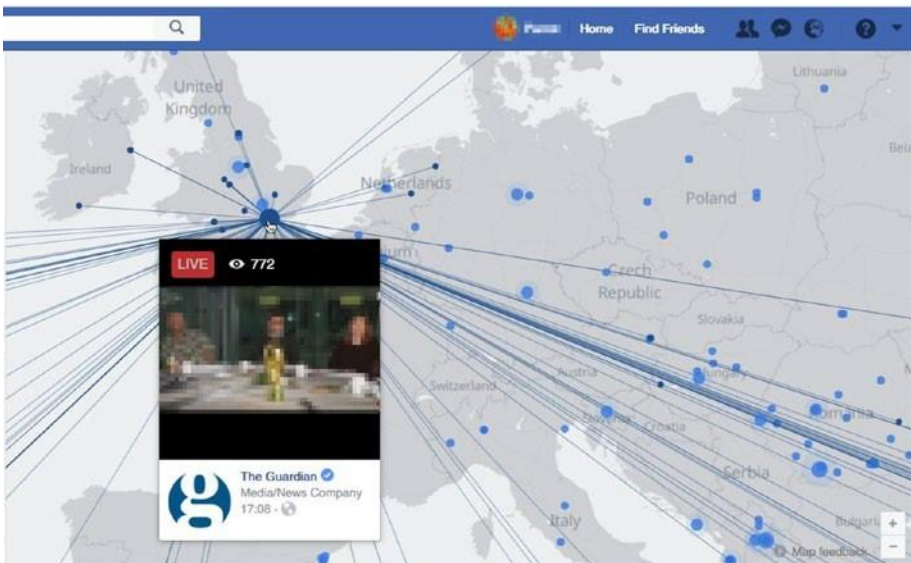 Home Find Friends
Lithuania
United
Kingdom
Ireland
Netherlands
Poland
Czech
Republic
Slovakia
Switzerland
Austria
Hungary
Slovenia
Croatia
Romania
Serbia
Italy
Bulgari
LIVE 772
The Guardian
Media/News Company
17:08
Map feedback
+
−